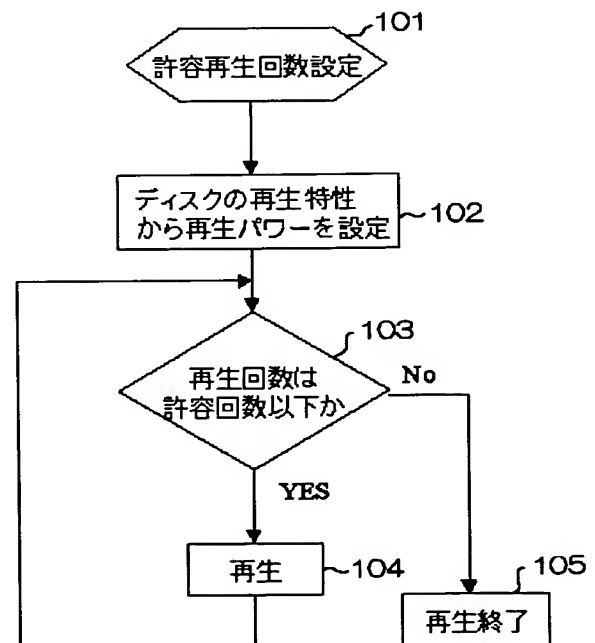 101
許容再生回数設定
ディスクの再生特性
から再生パワーを設定
102
103
再生回数は
許容回数以下か
No
YES
再生
104
105
再生終了